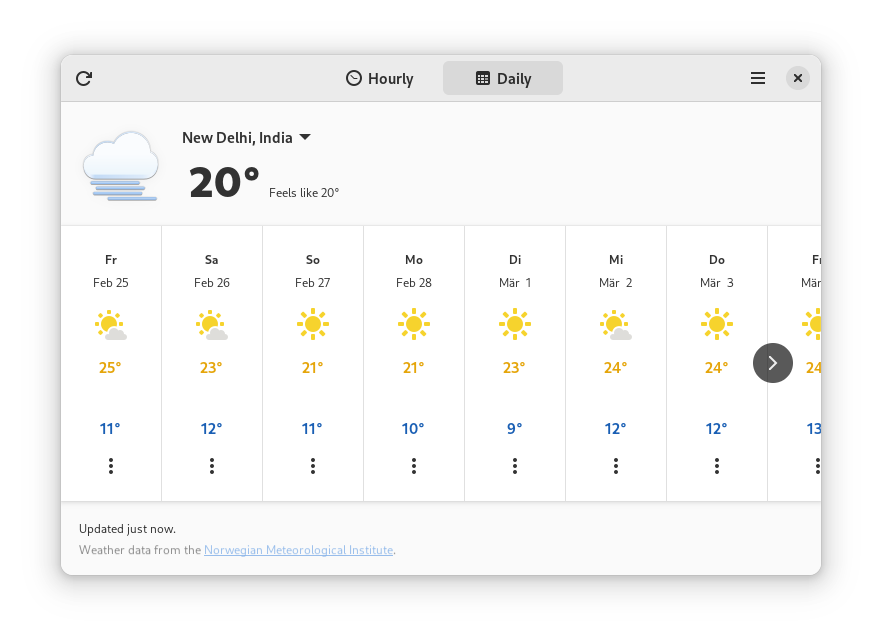 Hourly Daily
New Delhi, India
20° Feels like 20°
Fr Sa So Mo Di Mi Do
Feb 25 Feb 26 Feb 27 Feb 28 Mär 1 Mär 2 Mär 3 Mär
25° 23° 21° 21° 23° 24° 24° 24
11° 12° 11° 10° 9° 12° 12° 13
Updated just now.
Weather data from the Norwegian Meteorological Institute.